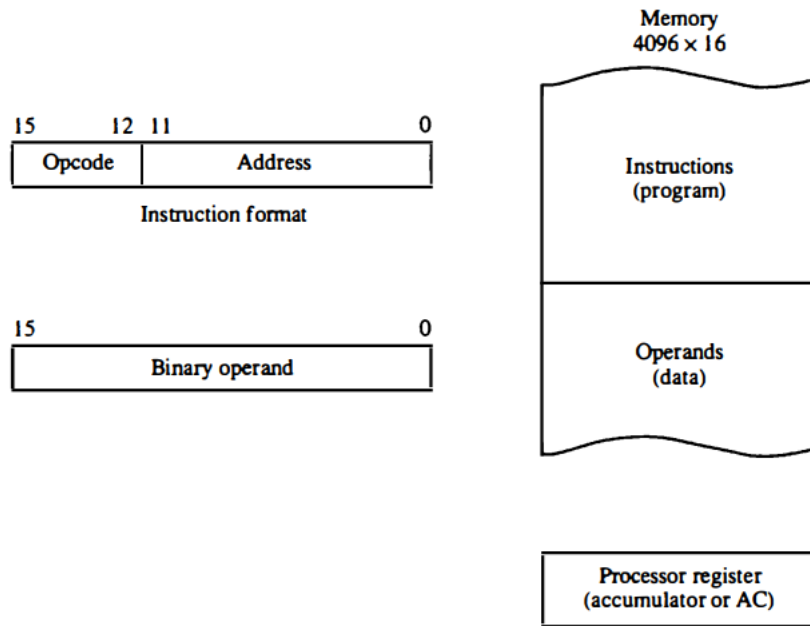 Memory
4096 × 16
15 12 11 0
Opcode Address
Instruction format
Instructions
(program)
15 0
Binary operand
Operands
(data)
Processor register
(accumulator or AC)